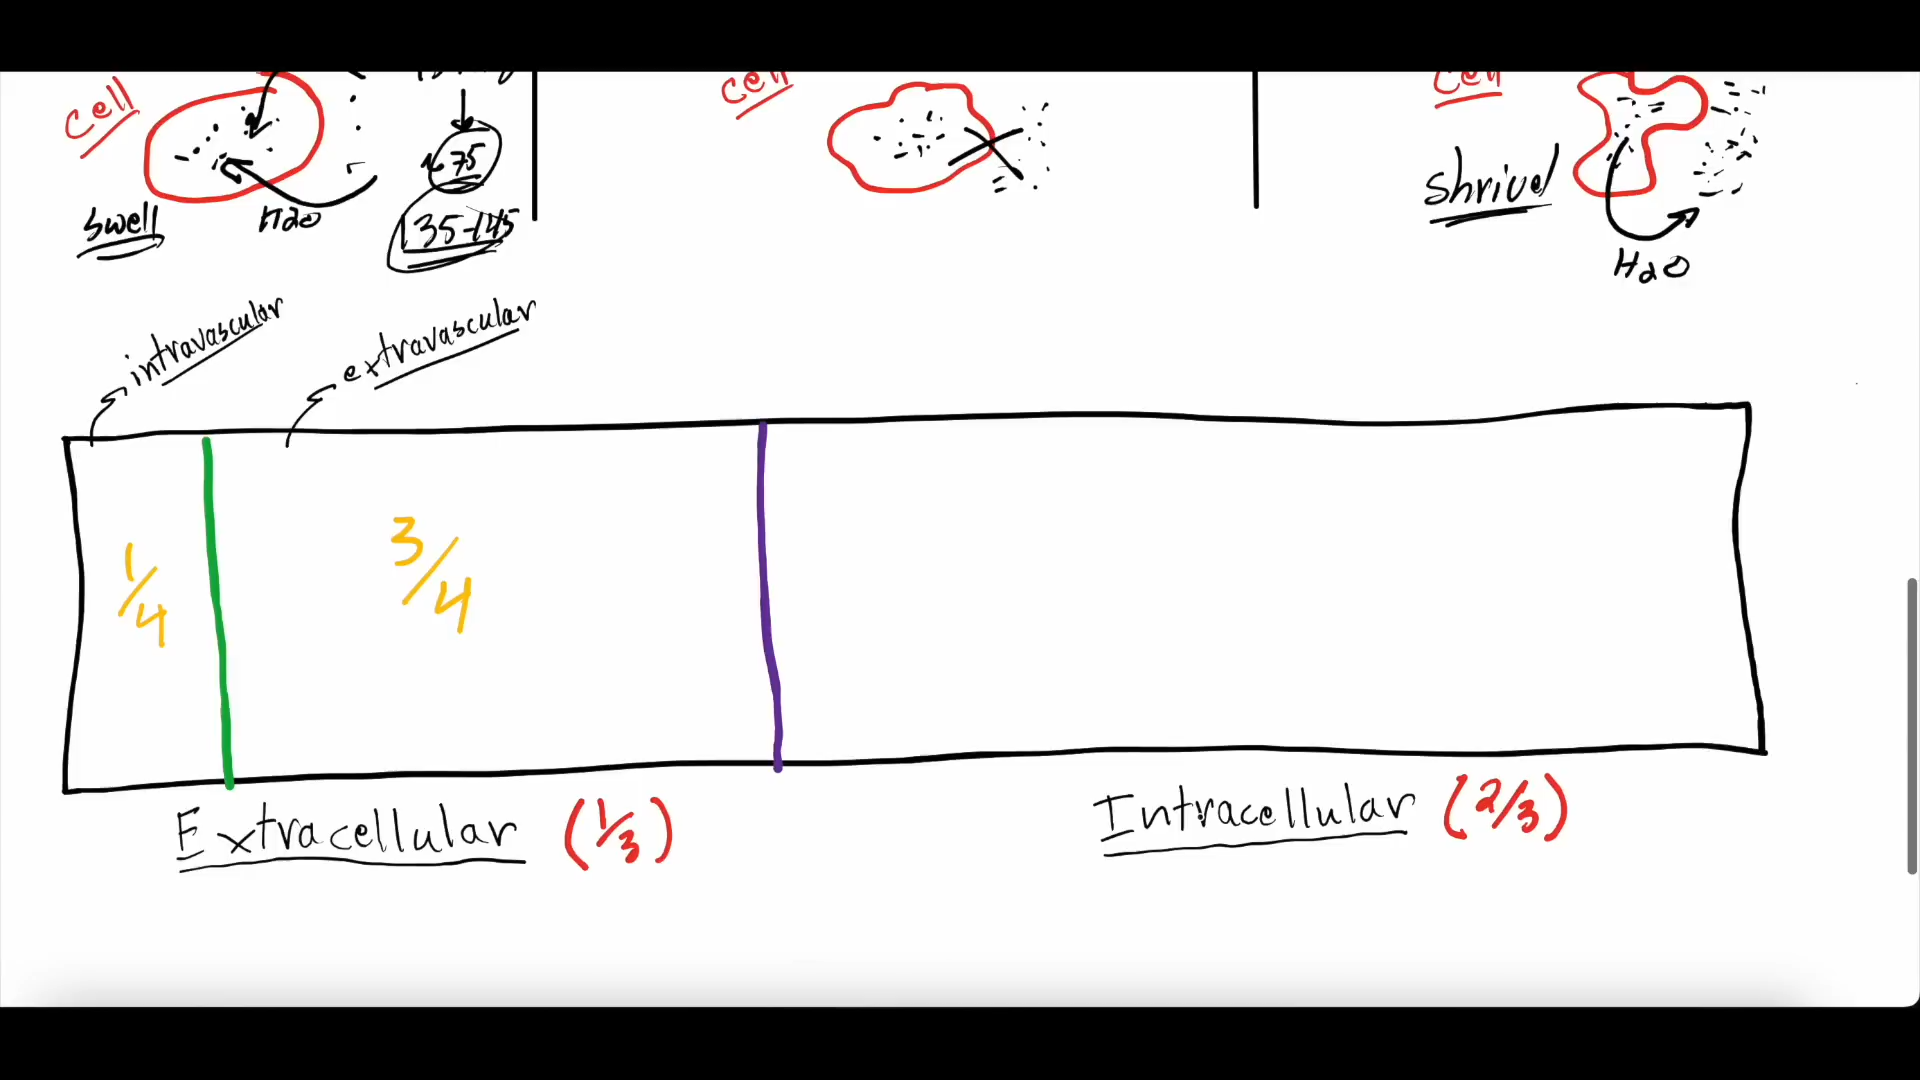 cell
cell
cell
75
swell
H2O
135-145
shrivel
H2O
intravascular
extravascular
1/4
3/4
Extracellular (1/3)
Intracellular (2/3)